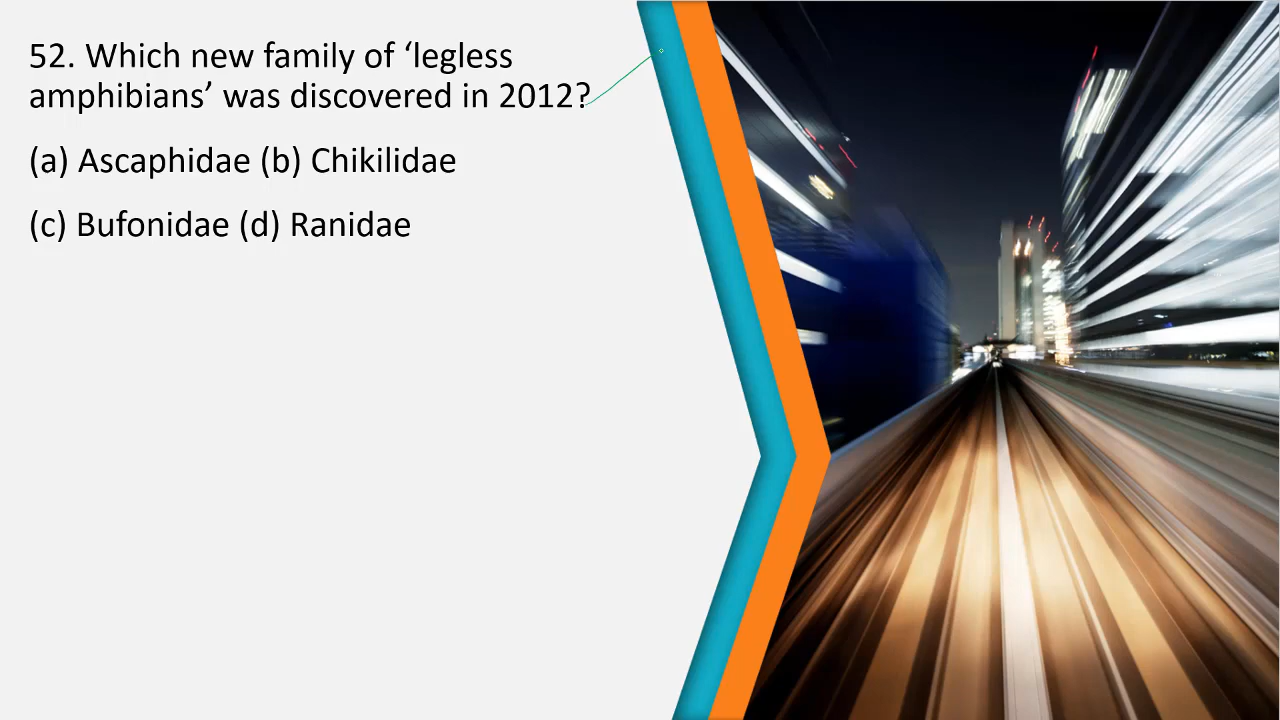 52. Which new family of ‘legless
amphibians’ was discovered in 2012?
(a) Ascaphidae (b) Chikilidae
(c) Bufonidae (d) Ranidae